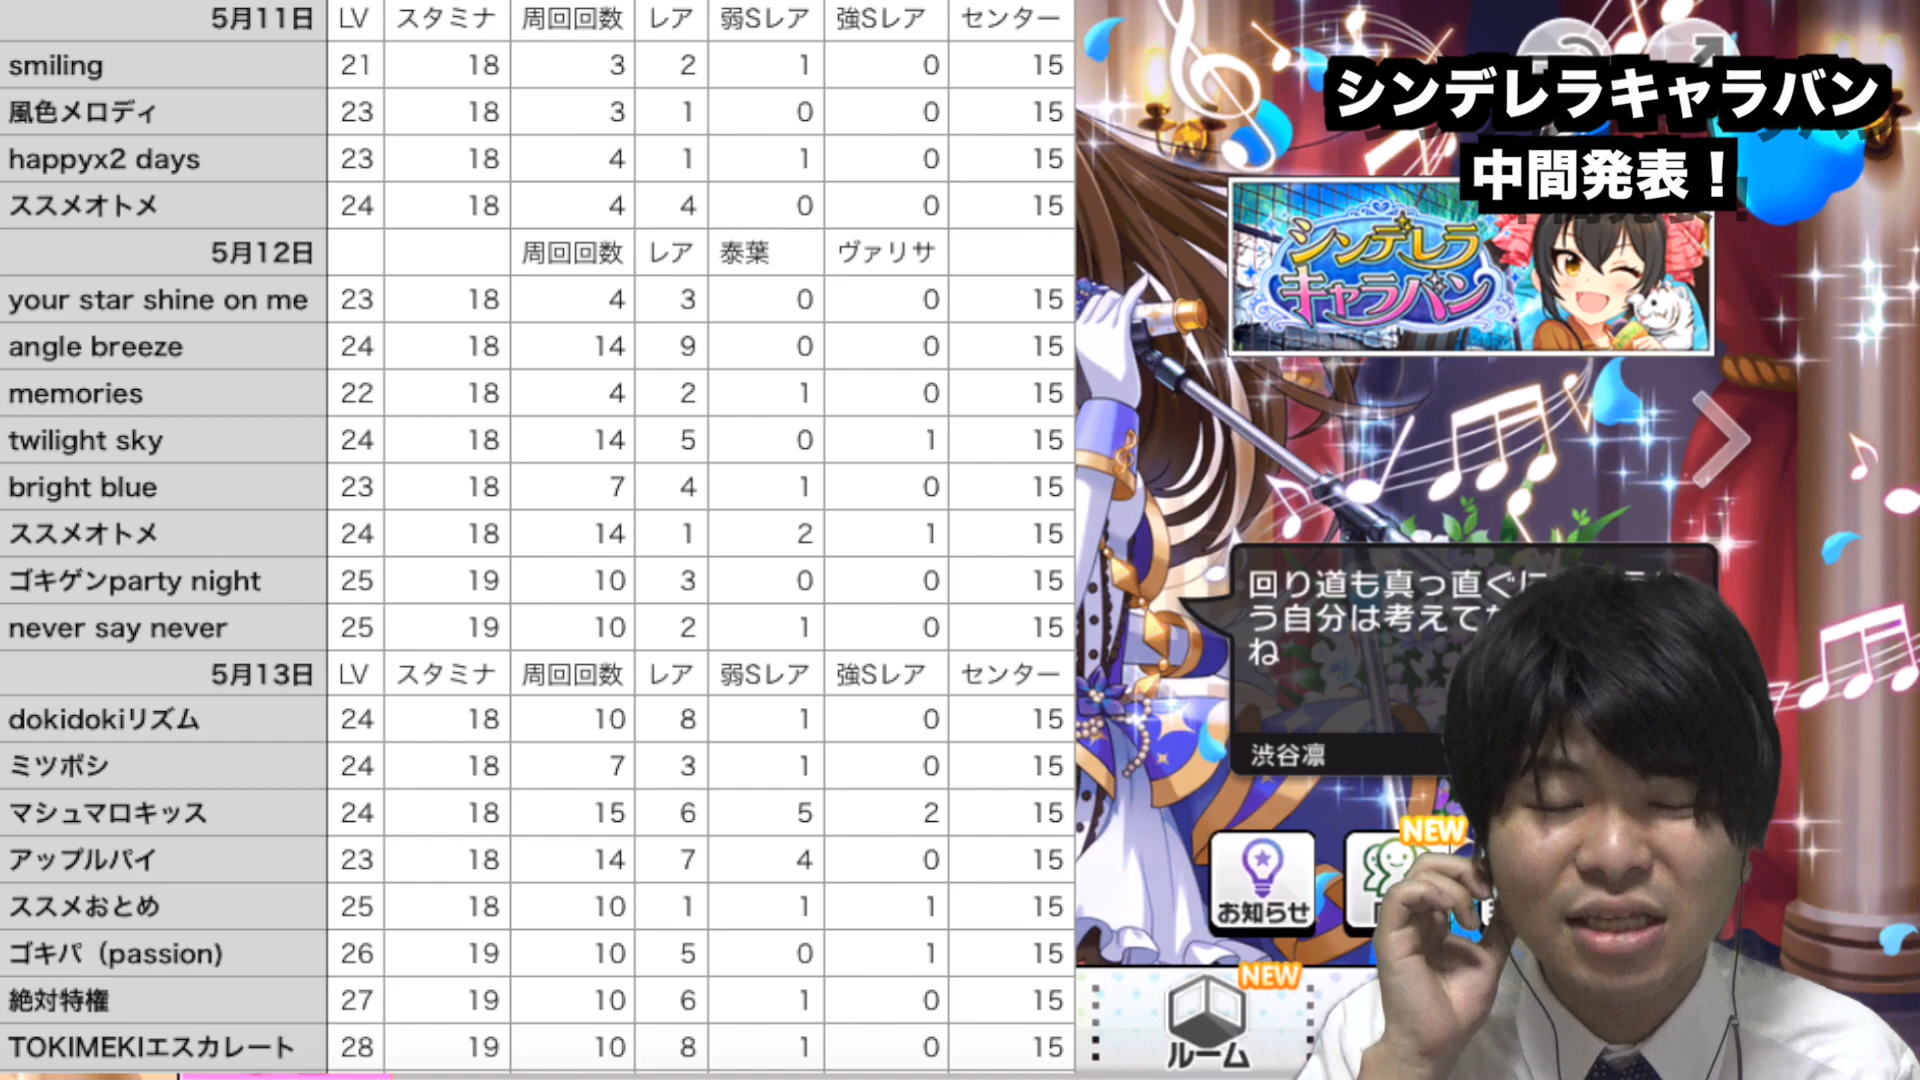 5月11日 LV スタミナ 周回回数 レア 弱Sレア 強Sレア センター
smiling 21 18 3 2 1 0 15
風色メロディ 23 18 3 1 0 0 15
happyx2 days 23 18 4 1 1 0 15
ススメオトメ 24 18 4 4 0 0 15
5月12日 周回回数 レア 泰葉 ヴァリサ
your star shine on me 23 18 4 3 0 0 15
angle breeze 24 18 14 9 0 0 15
memories 22 18 4 2 1 0 15
twilight sky 24 18 14 5 0 1 15
bright blue 23 18 7 4 1 0 15
ススメオトメ 24 18 14 1 2 1 15
ゴキゲンparty night 25 19 10 3 0 0 15
never say never 25 19 10 2 1 0 15
5月13日 LV スタミナ 周回回数 レア 弱Sレア 強Sレア センター
dokidokiリズム 24 18 10 8 1 0 15
ミツボシ 24 18 7 3 1 0 15
マシュマロキッス 24 18 15 6 5 2 15
アップルパイ 23 18 14 7 4 0 15
ススメおとめ 25 18 10 1 1 1 15
ゴキパ（passion) 26 19 10 5 0 1 15
絶対特権 27 19 10 6 1 0 15
TOKIMEKIエスカレート 28 19 10 8 1 0 15
シンデレラキャラバン
中間発表！
シンデレラ
キャラバン
回り道も真っ直ぐに
う自分は考えて
ね
渋谷凛
NEW
お知らせ
NEW
ルーム